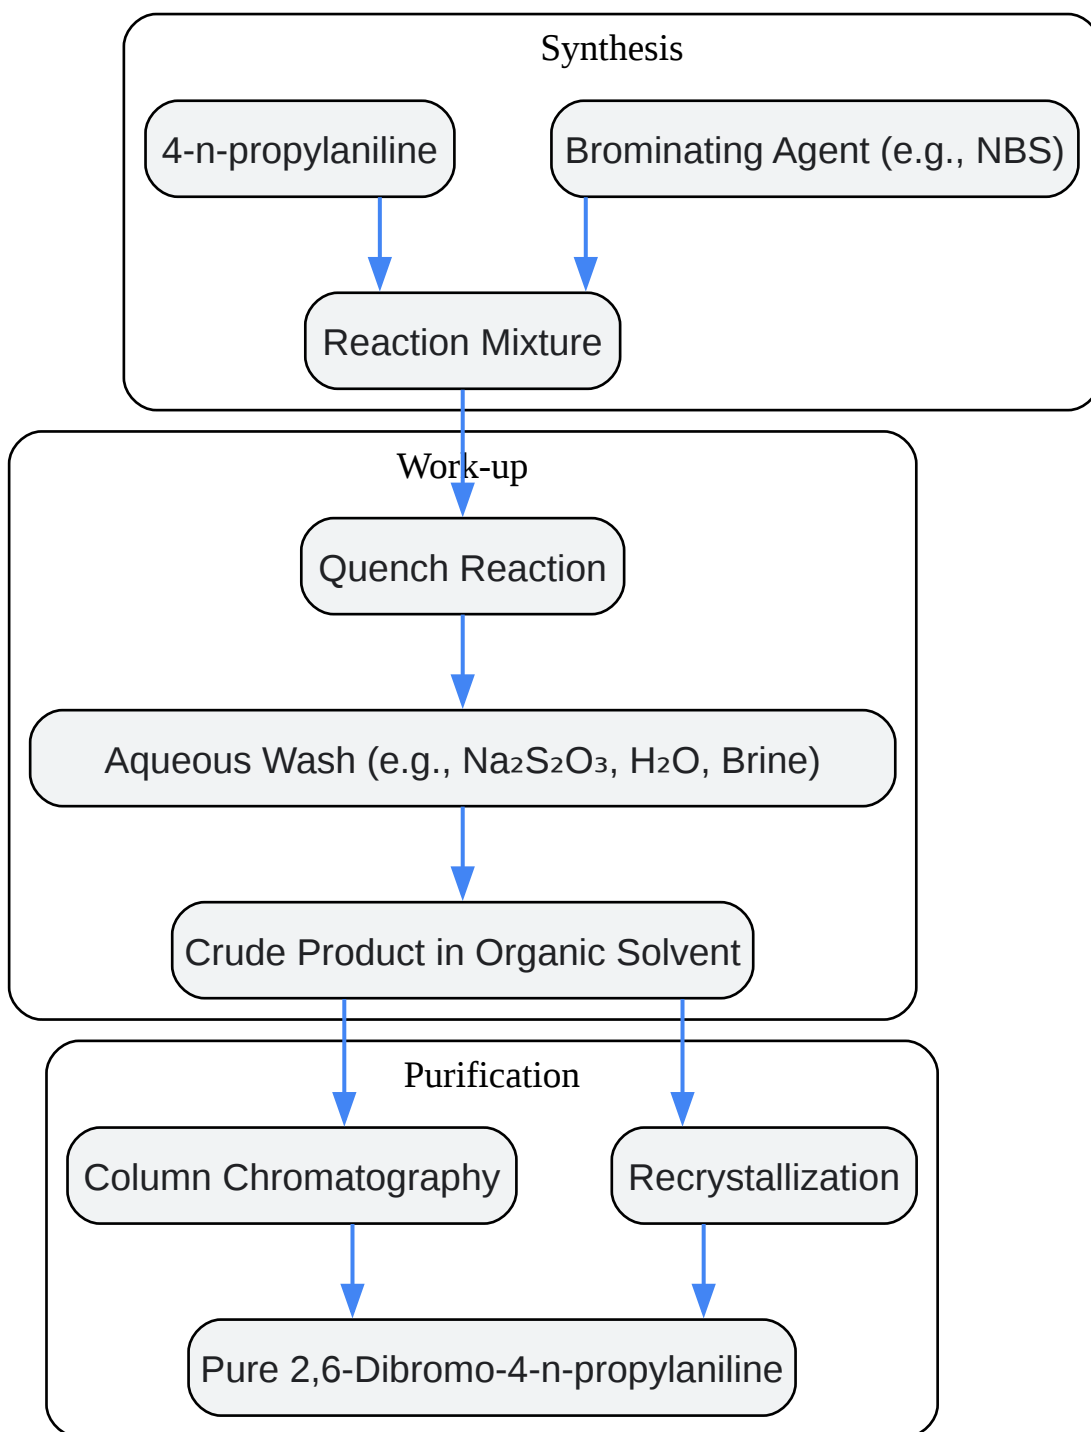 Synthesis
4-n-propylaniline
Brominating Agent (e.g., NBS)
Reaction Mixture
Work-up
Quench Reaction
Aqueous Wash (e.g., Na₂S₂O₃, H₂O, Brine)
Crude Product in Organic Solvent
Purification
Column Chromatography
Recrystallization
Pure 2,6-Dibromo-4-n-propylaniline